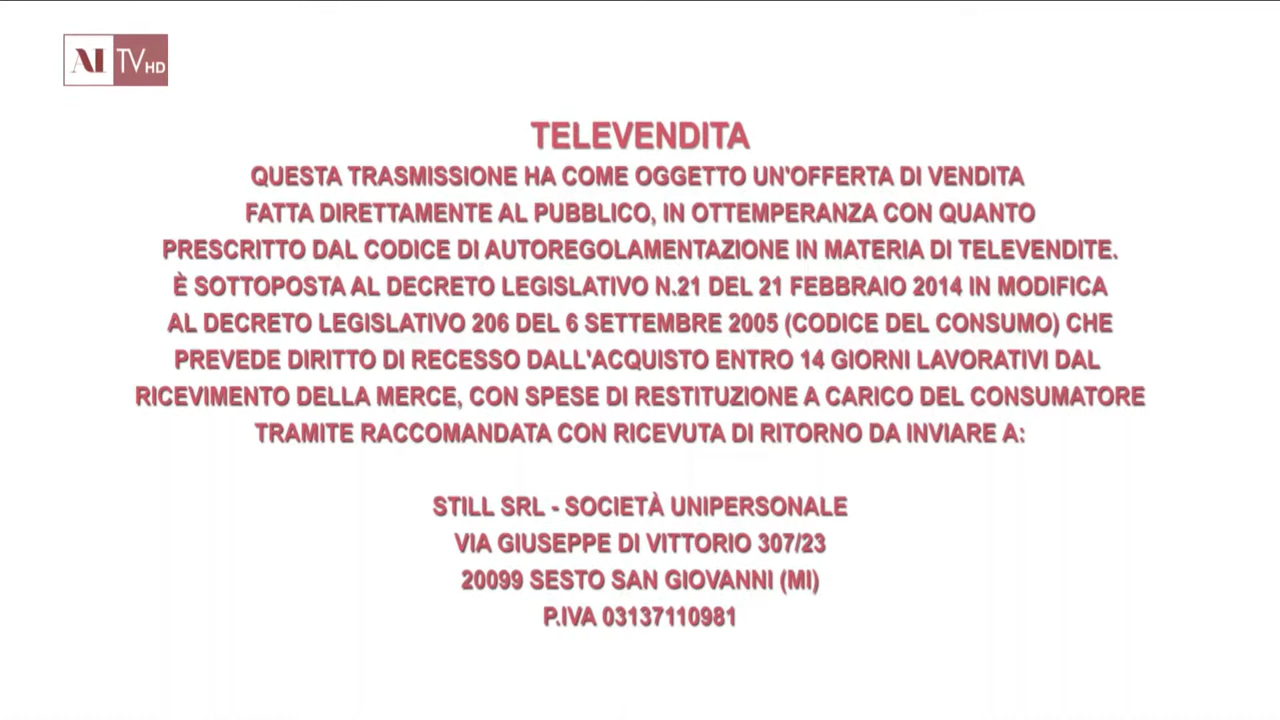 AI TV HD
TELEVENDITA
QUESTA TRASMISSIONE HA COME OGGETTO UN'OFFERTA DI VENDITA
FATTA DIRETTAMENTE AL PUBBLICO, IN OTTEMPERANZA CON QUANTO
PRESCRITTO DAL CODICE DI AUTOREGOLAMENTAZIONE IN MATERIA DI TELEVENDITE.
È SOTTOPOSTA AL DECRETO LEGISLATIVO N.21 DEL 21 FEBBRAIO 2014 IN MODIFICA
AL DECRETO LEGISLATIVO 206 DEL 6 SETTEMBRE 2005 (CODICE DEL CONSUMO) CHE
PREVEDE DIRITTO DI RECESSO DALL'ACQUISTO ENTRO 14 GIORNI LAVORATIVI DAL
RICEVIMENTO DELLA MERCE, CON SPESE DI RESTITUZIONE A CARICO DEL CONSUMATORE
TRAMITE RACCOMANDATA CON RICEVUTA DI RITORNO DA INVIARE A:
STILL SRL - SOCIETÀ UNIPERSONALE
VIA GIUSEPPE DI VITTORIO 307/23
20099 SESTO SAN GIOVANNI (MI)
P.IVA 03137110981